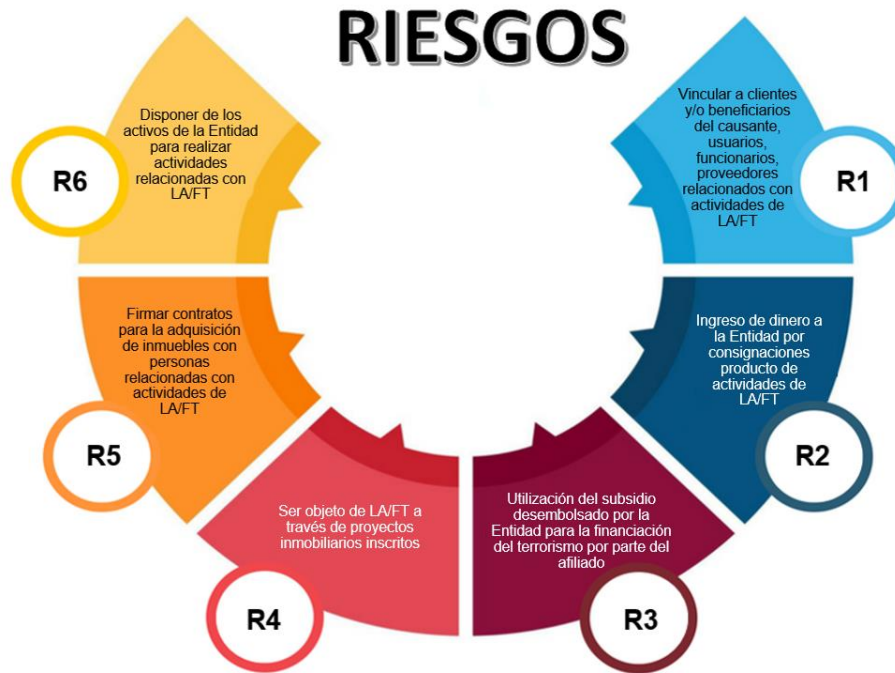 RIESGOS
Vincular a clientes
y/o beneficiarios
del causante,
usuarios,
funcionarios,
proveedores
relacionados con
actividades de
LA/FT
R1
Ingreso de dinero a
la Entidad por
consignaciones
producto de
actividades de
LA/FT
R2
Utilización del subsidio
desembolsado por la
Entidad para la financiación
del terrorismo por parte del
afiliado
R3
Ser objeto de LA/FT a
través de proyectos
inmobiliarios inscritos
R4
Firmar contratos
para la adquisición
de inmuebles con
personas
relacionadas con
actividades de
LA/FT
R5
Disponer de los
activos de la Entidad
para realizar
actividades
relacionadas con
LA/FT
R6